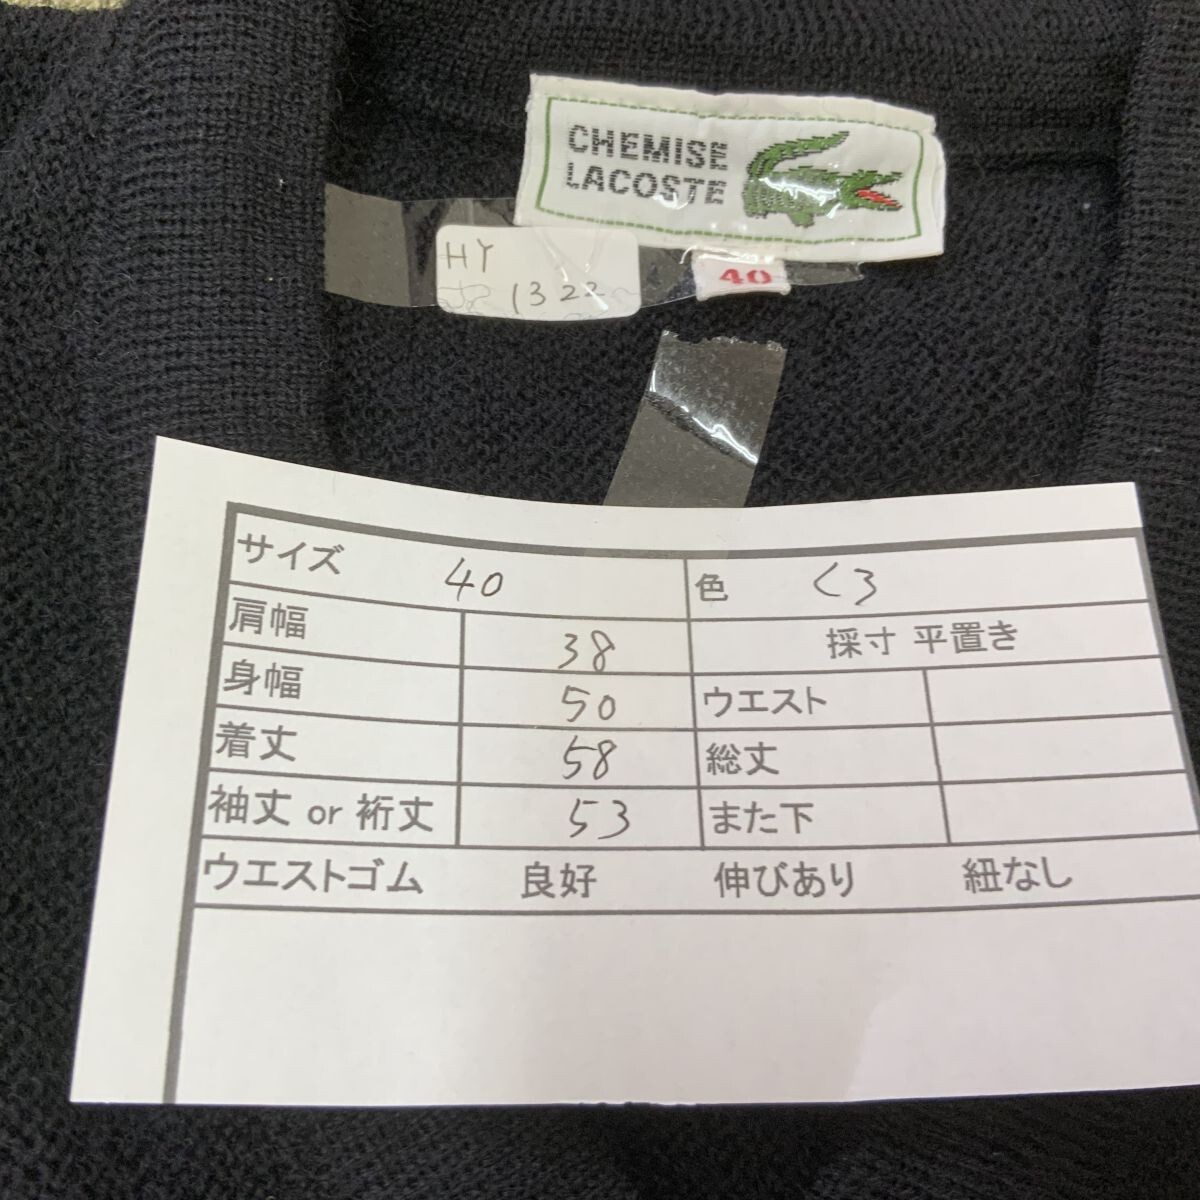 CHEMISE
LACOSTE
40
HY
1322
サイズ 40 色 くろ
肩幅 38 採寸 平置き
身幅 50 ウエスト
着丈 58 総丈
袖丈 or 裄丈 53 また下
ウエストゴム 良好 伸びあり 紐なし